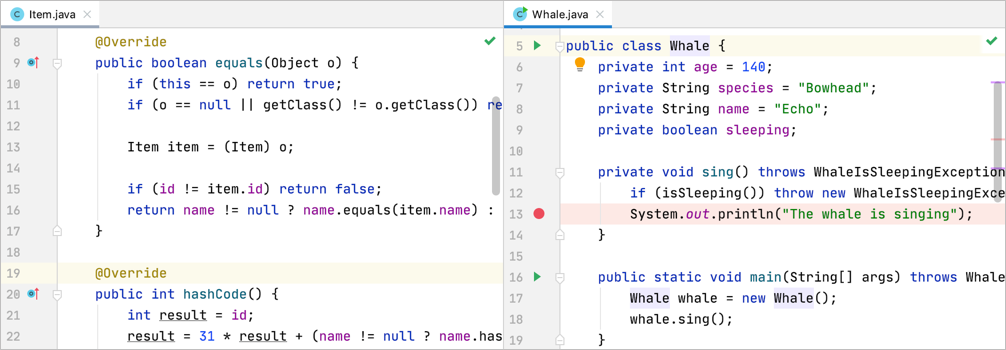 Item.java
8
@Override
9 public boolean equals(Object o) {
10 if (this == o) return true;
11 if (o == null || getClass() != o.getClass()) re
12
13 Item item = (Item) o;
14
15 if (id != item.id) return false;
16 return name != null ? name.equals(item.name) :
17 }
18
19 @Override
20 public int hashCode() {
21 int result = id;
22 result = 31 * result + (name != null ? name.has
Whale.java
5 public class Whale {
6 private int age = 140;
7 private String species = "Bowhead";
8 private String name = "Echo";
9 private boolean sleeping;
10
11 private void sing() throws WhaleIsSleepingException
12 if (isSleeping()) throw new WhaleIsSleepingExce
13 System.out.println("The whale is singing");
14 }
15
16 public static void main(String[] args) throws Whale
17 Whale whale = new Whale();
18 whale.sing();
19 }